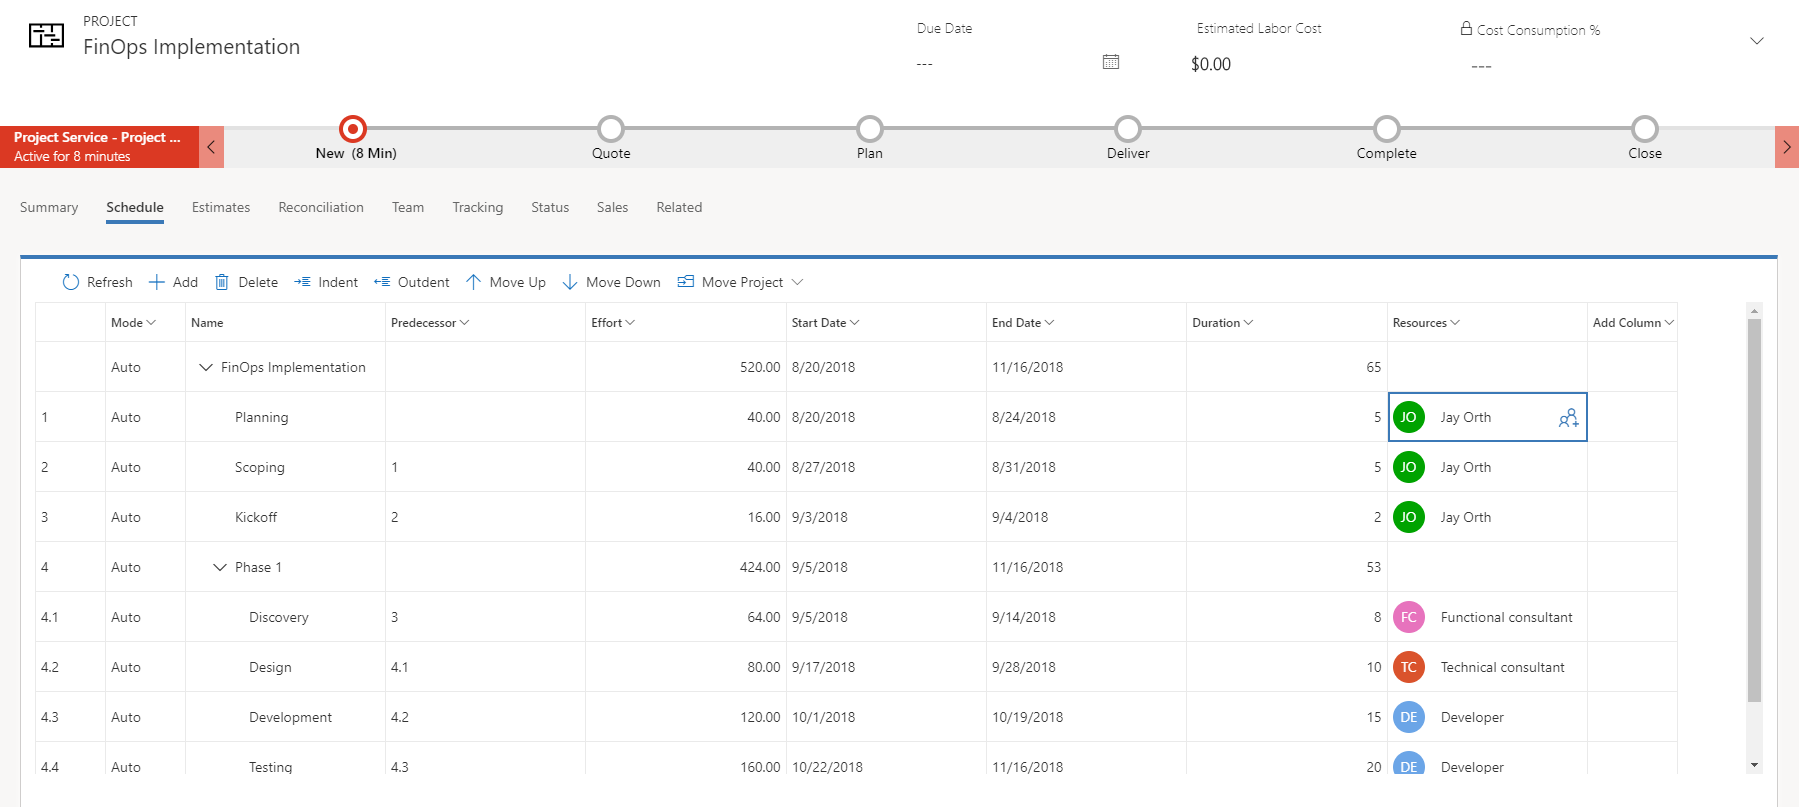 PROJECT
FinOps Implementation
Due Date
---
Estimated Labor Cost
$0.00
Cost Consumption %
---
Project Service - Project ...
Active for 8 minutes
New (8 Min)
Quote
Plan
Deliver
Complete
Close
Summary Schedule Estimates Reconciliation Team Tracking Status Sales Related
Refresh Add Delete Indent Outdent Move Up Move Down Move Project
Mode Name Predecessor Effort Start Date End Date Duration Resources Add Column
Auto FinOps Implementation 520.00 8/20/2018 11/16/2018 65
1 Auto Planning 40.00 8/20/2018 8/24/2018 5 JO Jay Orth
2 Auto Scoping 1 40.00 8/27/2018 8/31/2018 5 JO Jay Orth
3 Auto Kickoff 2 16.00 9/3/2018 9/4/2018 2 JO Jay Orth
4 Auto Phase 1 424.00 9/5/2018 11/16/2018 53
4.1 Auto Discovery 3 64.00 9/5/2018 9/14/2018 8 FC Functional consultant
4.2 Auto Design 4.1 80.00 9/17/2018 9/28/2018 10 TC Technical consultant
4.3 Auto Development 4.2 120.00 10/1/2018 10/19/2018 15 DE Developer
4.4 Auto Testing 4.3 160.00 10/22/2018 11/16/2018 20 DE Developer